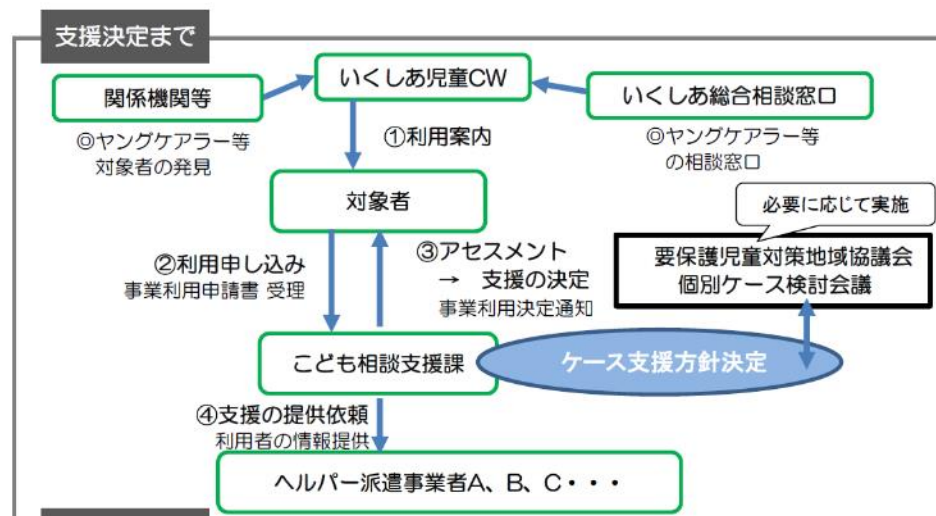 支援決定まで
いくしあ児童CW
関係機関等
いくしあ総合相談窓口
◎ヤングケアラー等
対象者の発見
①利用案内
◎ヤングケアラー等
の相談窓口
対象者
必要に応じて実施
要保護児童対策地域協議会
個別ケース検討会議
②利用申し込み
事業利用申請書 受理
③アセスメント
→ 支援の決定
事業利用決定通知
こども相談支援課
ケース支援方針決定
④支援の提供依頼
利用者の情報提供
ヘルパー派遣事業者A、B、C・・・